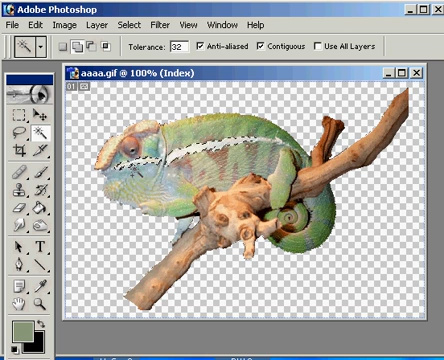 Adobe Photoshop
File Edit Image Layer Select Filter View Window Help
Tolerance: 32 Anti-aliased Contiguous Use All Layers
aaaa.gif @ 100% (Index)
01